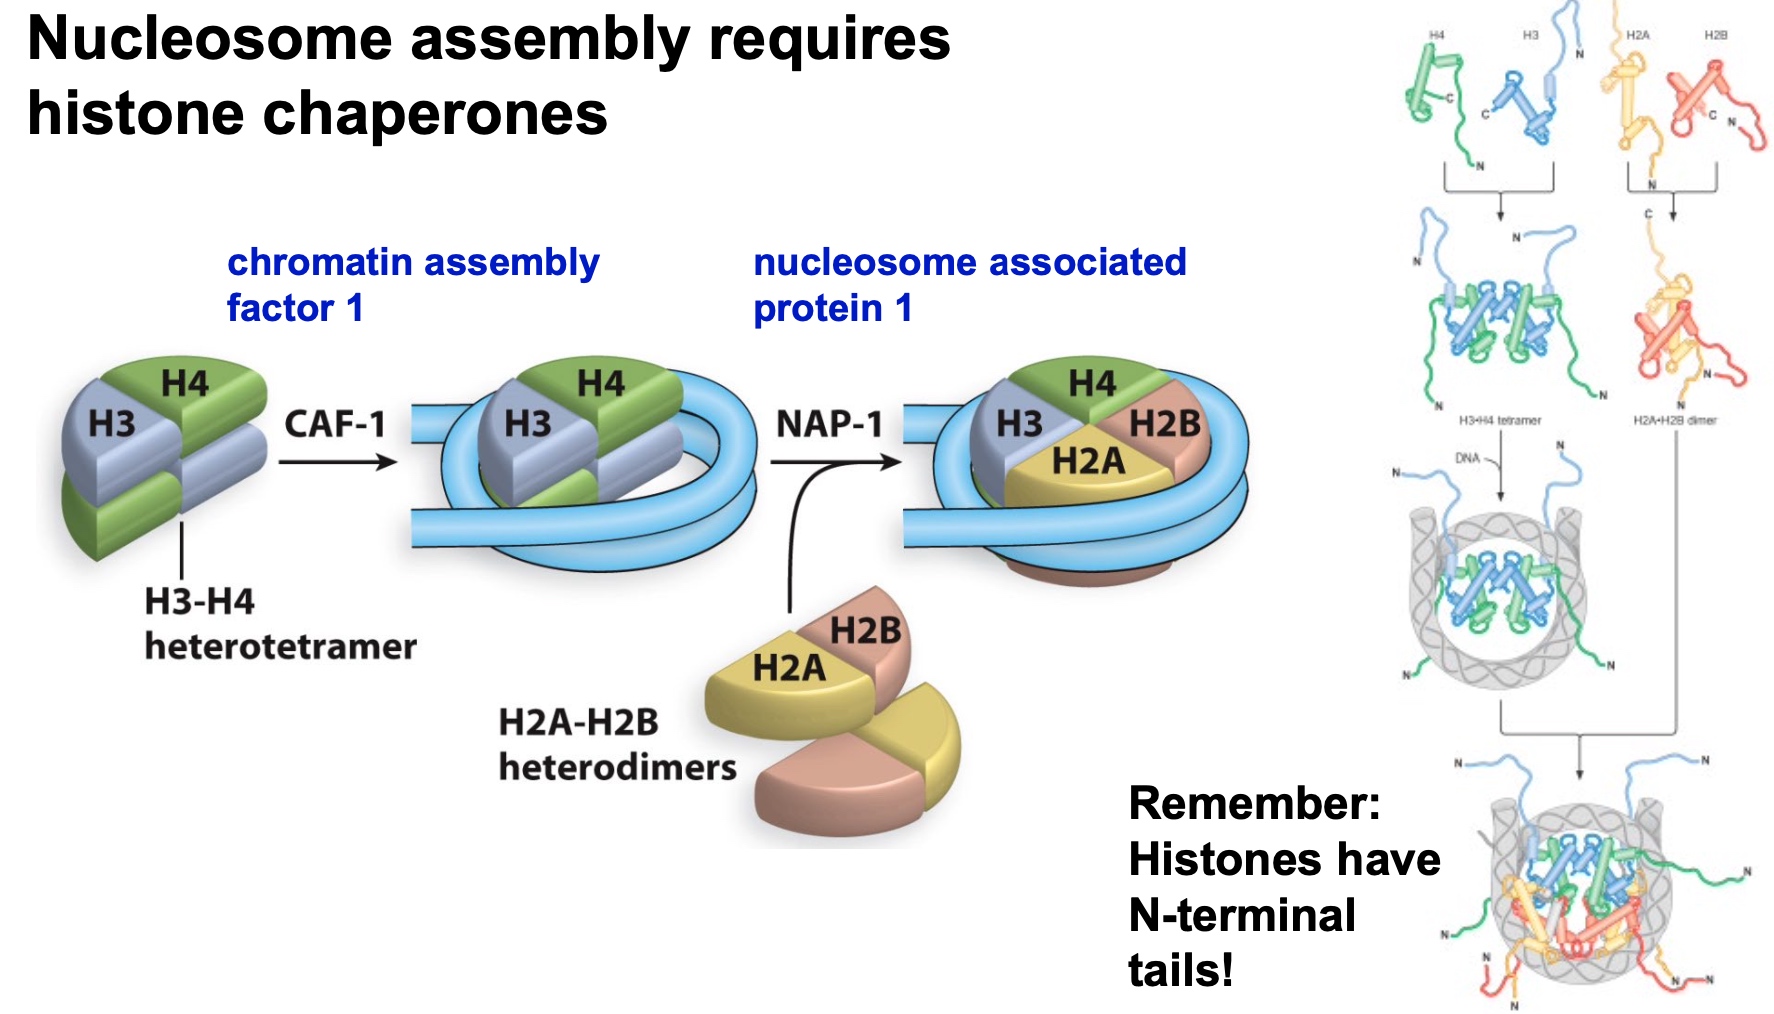 Nucleosome assembly requires
histone chaperones
chromatin assembly
factor 1
nucleosome associated
protein 1
H4
H3
CAF-1
H4
H3
NAP-1
H4
H3
H2B
H2A
H3-H4
heterotetramer
H2B
H2A
H2A-H2B
heterodimers
Remember:
Histones have
N-terminal
tails!
H4
H3
H2A
H2B
N
C
C
C
N
N
N
C
N
N
N
N
N
N
H3•H4 tetramer
H2A•H2B dimer
DNA
N
N
N
N
N
N
N
N
N
N
N
N